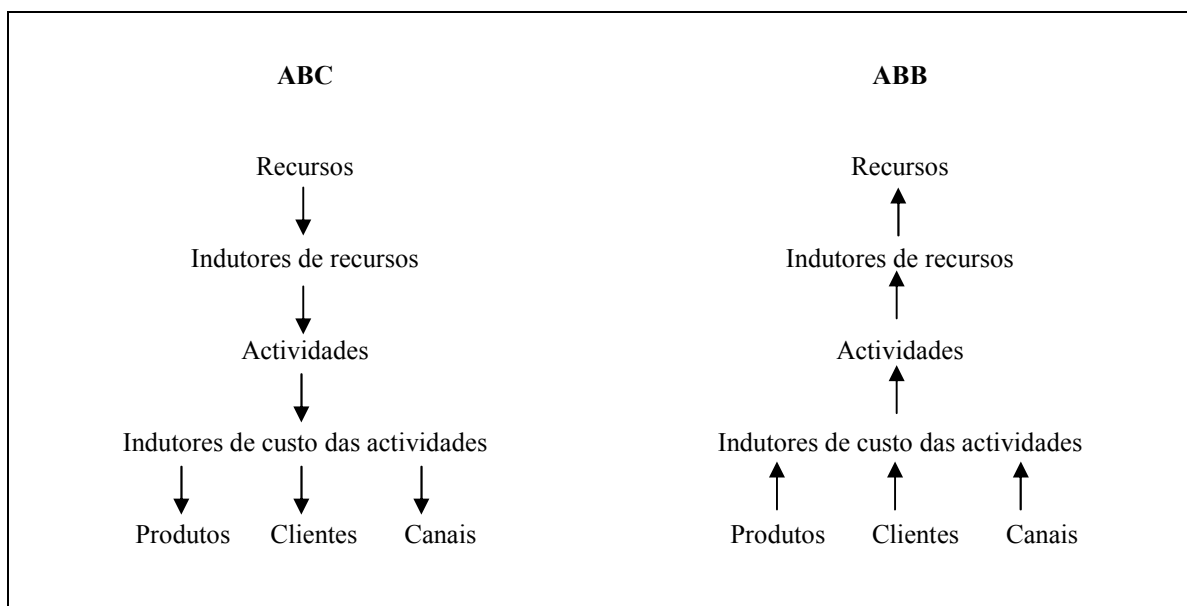 ABC
Recursos
Indutores de recursos
Actividades
Indutores de custo das actividades
Produtos Clientes Canais
ABB
Recursos
Indutores de recursos
Actividades
Indutores de custo das actividades
Produtos Clientes Canais